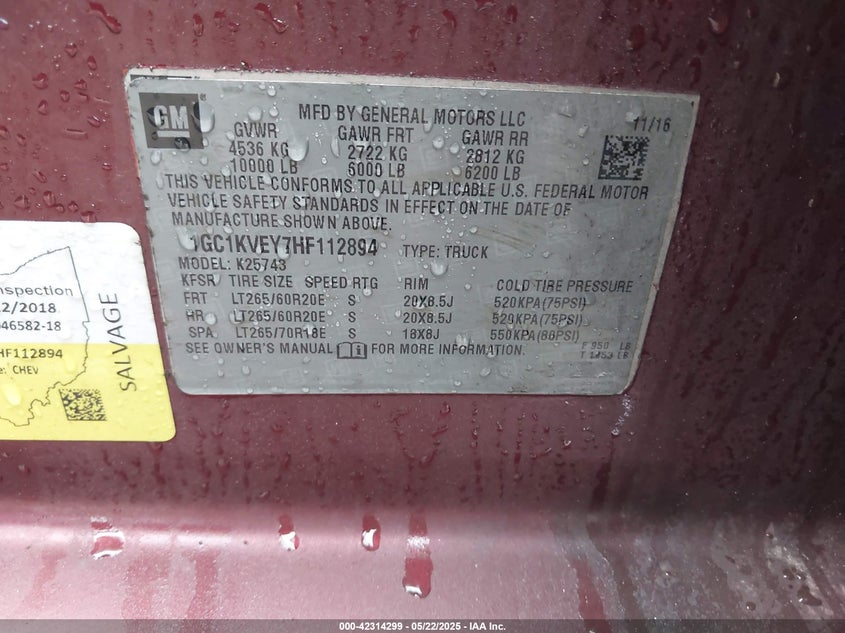 GM
MFD BY GENERAL MOTORS LLC
11/16
GVWR GAWR FRT GAWR RR
4536 KG 2722 KG 2812 KG
10000 LB 6000 LB 6200 LB
THIS VEHICLE CONFORMS TO ALL APPLICABLE U.S. FEDERAL MOTOR
VEHICLE SAFETY STANDARDS IN EFFECT ON THE DATE OF
MANUFACTURE SHOWN ABOVE.
1GC1KVEY7HF112894 TYPE: TRUCK
MODEL: K25743
KFSR TIRE SIZE SPEED RTG RIM COLD TIRE PRESSURE
FRT LT265/60R20E S 20X8.5J 520KPA(75PSI)
RR LT265/60R20E S 20X8.5J 520KPA(75PSI)
SPA LT265/70R18E S 18X8J 550KPA(80PSI)
SEE OWNER'S MANUAL FOR MORE INFORMATION.
F 950 LB
T 1453 LB
nspection
2/2018
46582-18
HF112894
e: CHEV
SALVAGE
000-42314299 - 05/22/2025 - IAA Inc.